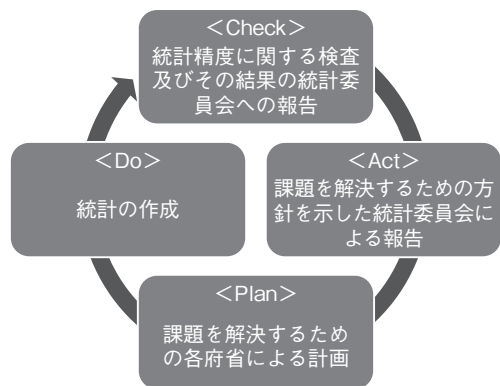 ＜Check＞
統計精度に関する検査
及びその結果の統計委
員会への報告
＜Do＞
統計の作成
＜Act＞
課題を解決するための方
針を示した統計委員会に
よる報告
＜Plan＞
課題を解決するため
の各府省による計画